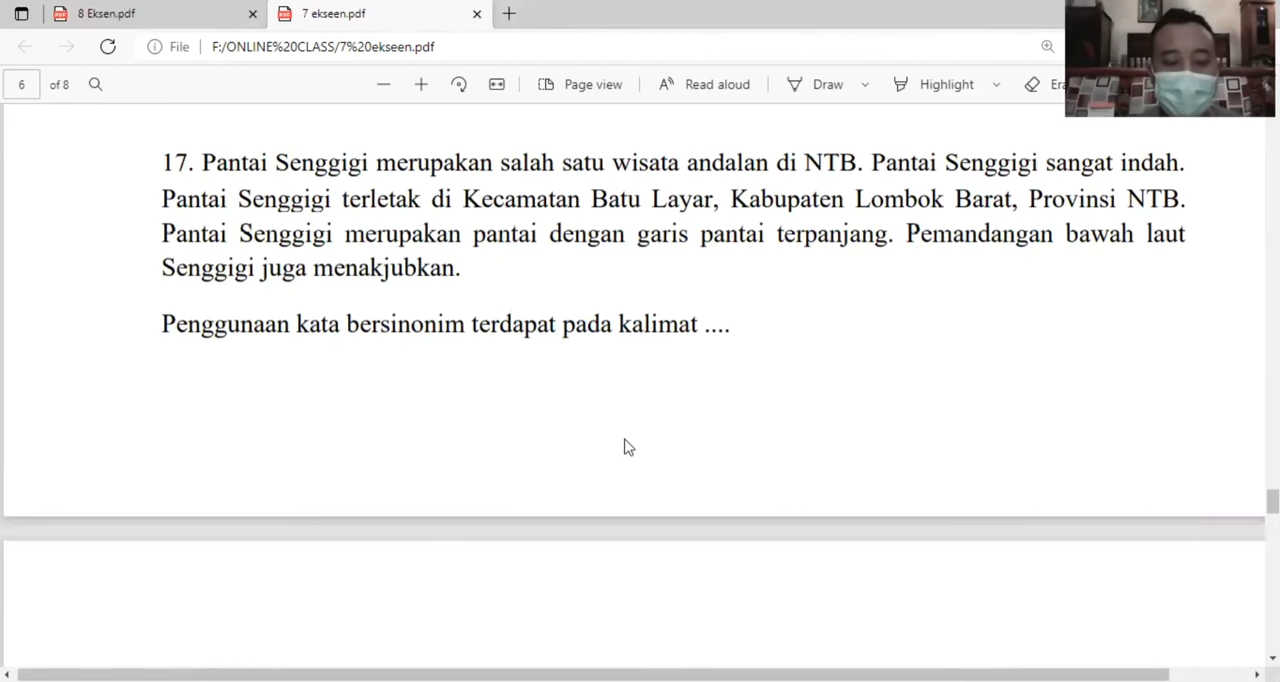 8 Eksen.pdf
7 ekseen.pdf
File
F:/ONLINE%20CLASS/7%20ekseen.pdf
6 of 8
Page view
Read aloud
Draw
Highlight
17. Pantai Senggigi merupakan salah satu wisata andalan di NTB. Pantai Senggigi sangat indah.
Pantai Senggigi terletak di Kecamatan Batu Layar, Kabupaten Lombok Barat, Provinsi NTB.
Pantai Senggigi merupakan pantai dengan garis pantai terpanjang. Pemandangan bawah laut
Senggigi juga menakjubkan.
Penggunaan kata bersinonim terdapat pada kalimat ....